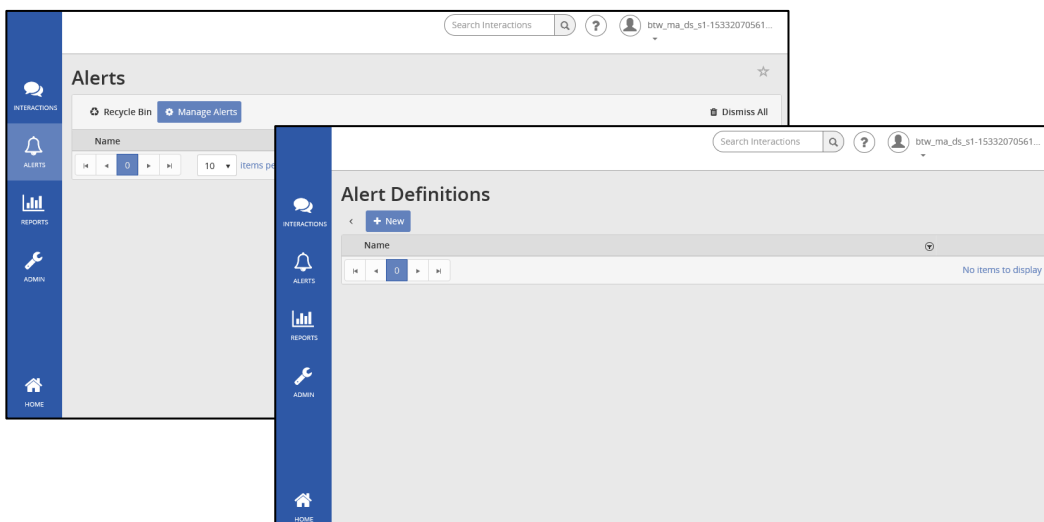 Search Interactions
?
btw_ma_ds_s1-15332070561...
Alerts
INTERACTIONS
Recycle Bin
Manage Alerts
Dismiss All
Name
ALERTS
0
10
items pe
REPORTS
ADMIN
HOME
Search Interactions
?
btw_ma_ds_s1-15332070561...
Alert Definitions
INTERACTIONS
+ New
Name
ALERTS
0
No items to display
REPORTS
ADMIN
HOME